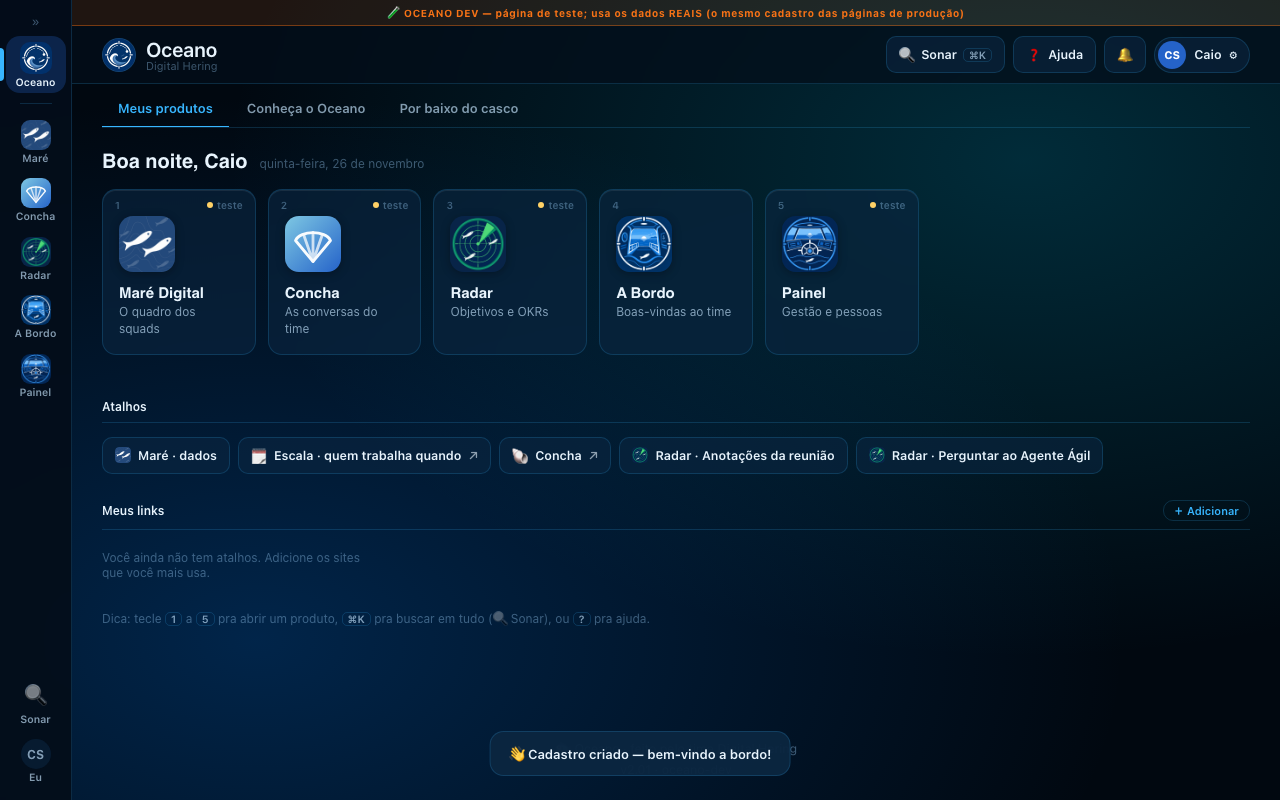 OCEANO DEV — página de teste; usa os dados REAIS (o mesmo cadastro das páginas de produção)
»
Oceano
Maré
Concha
Radar
A Bordo
Painel
Sonar
CS
Eu
Oceano
Digital Hering
Sonar ⌘K
Ajuda
CS Caio
Meus produtos
Conheça o Oceano
Por baixo do casco
Boa noite, Caio quinta-feira, 26 de novembro
1 teste
Maré Digital
O quadro dos
squads
2 teste
Concha
As conversas do
time
3 teste
Radar
Objetivos e OKRs
4
A Bordo
Boas-vindas ao time
5 teste
Painel
Gestão e pessoas
Atalhos
Maré · dados
Escala · quem trabalha quando ↗
Concha ↗
Radar · Anotações da reunião
Radar · Perguntar ao Agente Ágil
Meus links
+ Adicionar
Você ainda não tem atalhos. Adicione os sites
que você mais usa.
Dica: tecle 1 a 5 pra abrir um produto, ⌘K pra buscar em tudo (🔍 Sonar), ou ? pra ajuda.
👋 Cadastro criado — bem-vindo a bordo!